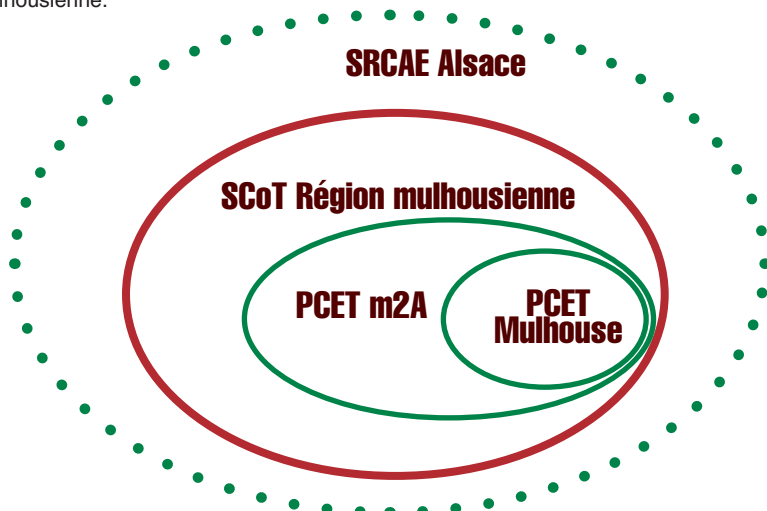 SRCAE Alsace
SCoT Région mulhousienne
PCET m2A
PCET
Mulhouse